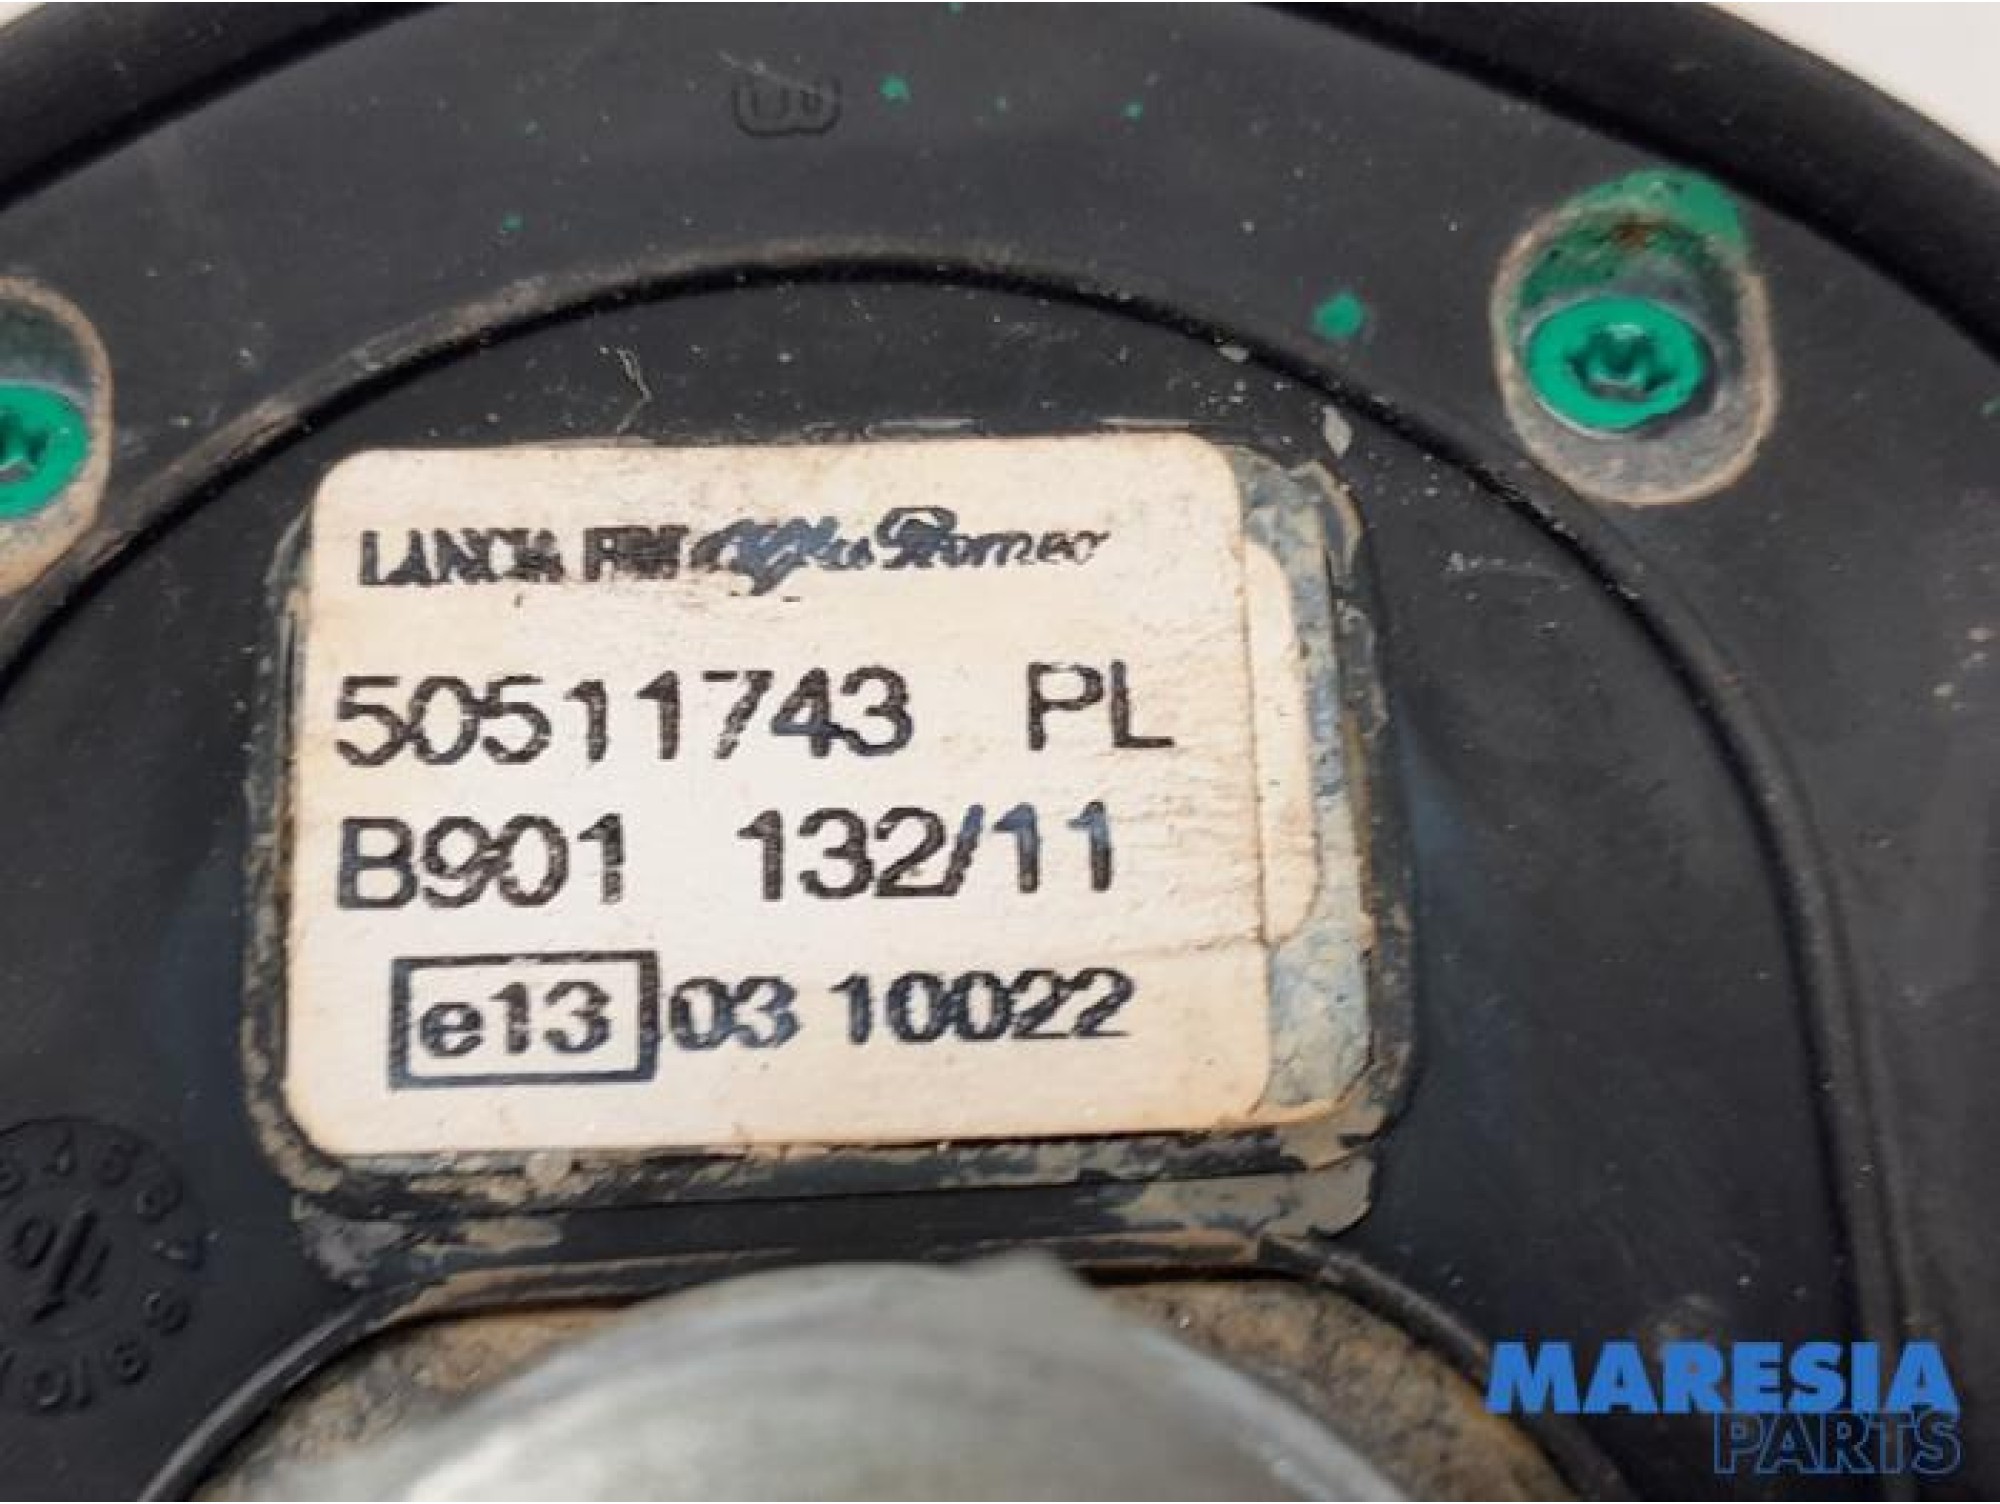 LANCIA FIAT Alfa Romeo
50511743 PL
B901 132/11
e13 03 10022
MARESIA
PARTS